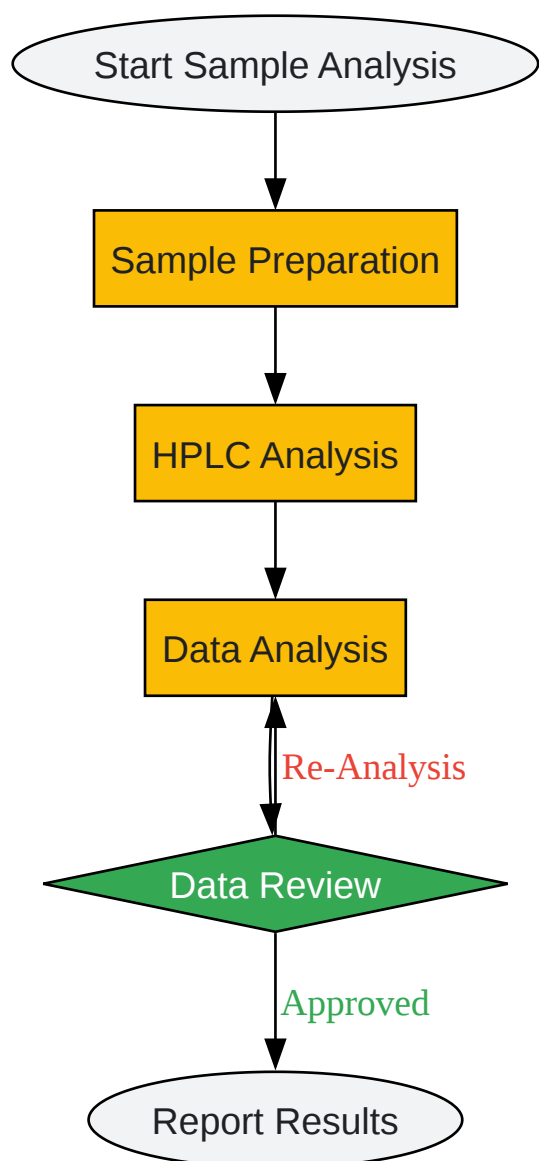 Start Sample Analysis
Sample Preparation
HPLC Analysis
Data Analysis
Re-Analysis
Data Review
Approved
Report Results